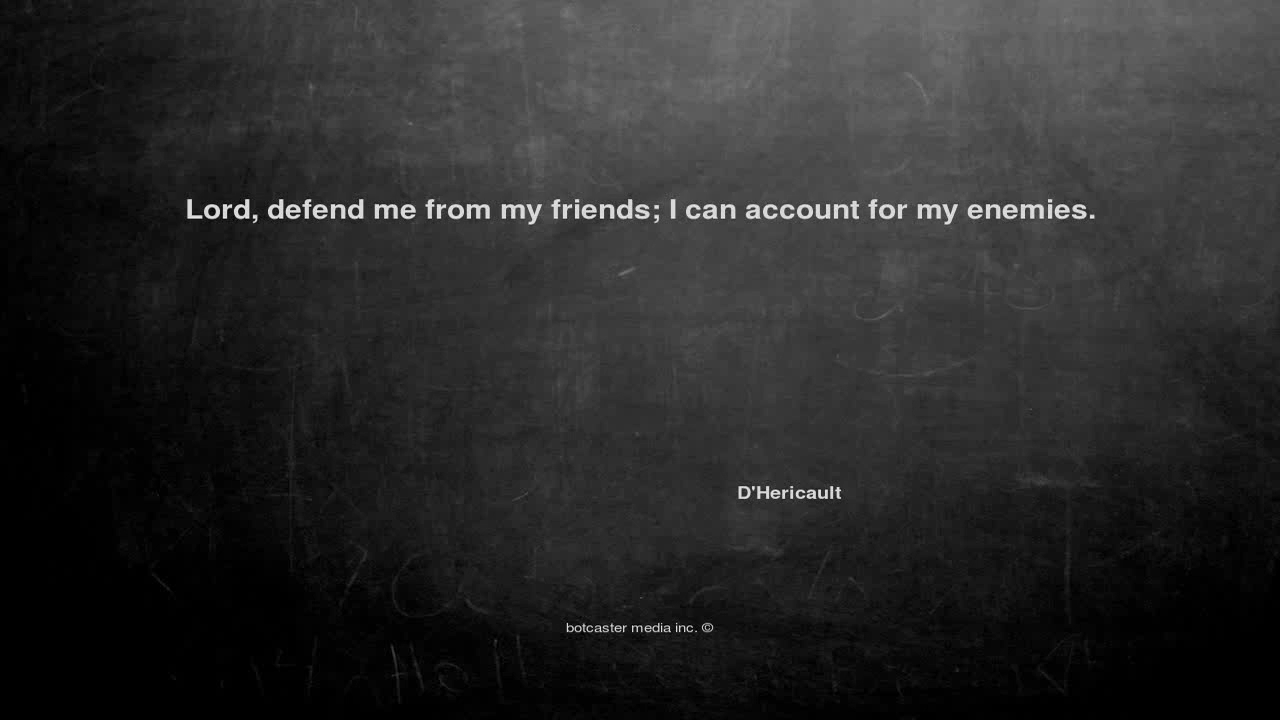 Lord, defend me from my friends; I can account for my enemies.
D'Hericault
botcaster media inc. ©